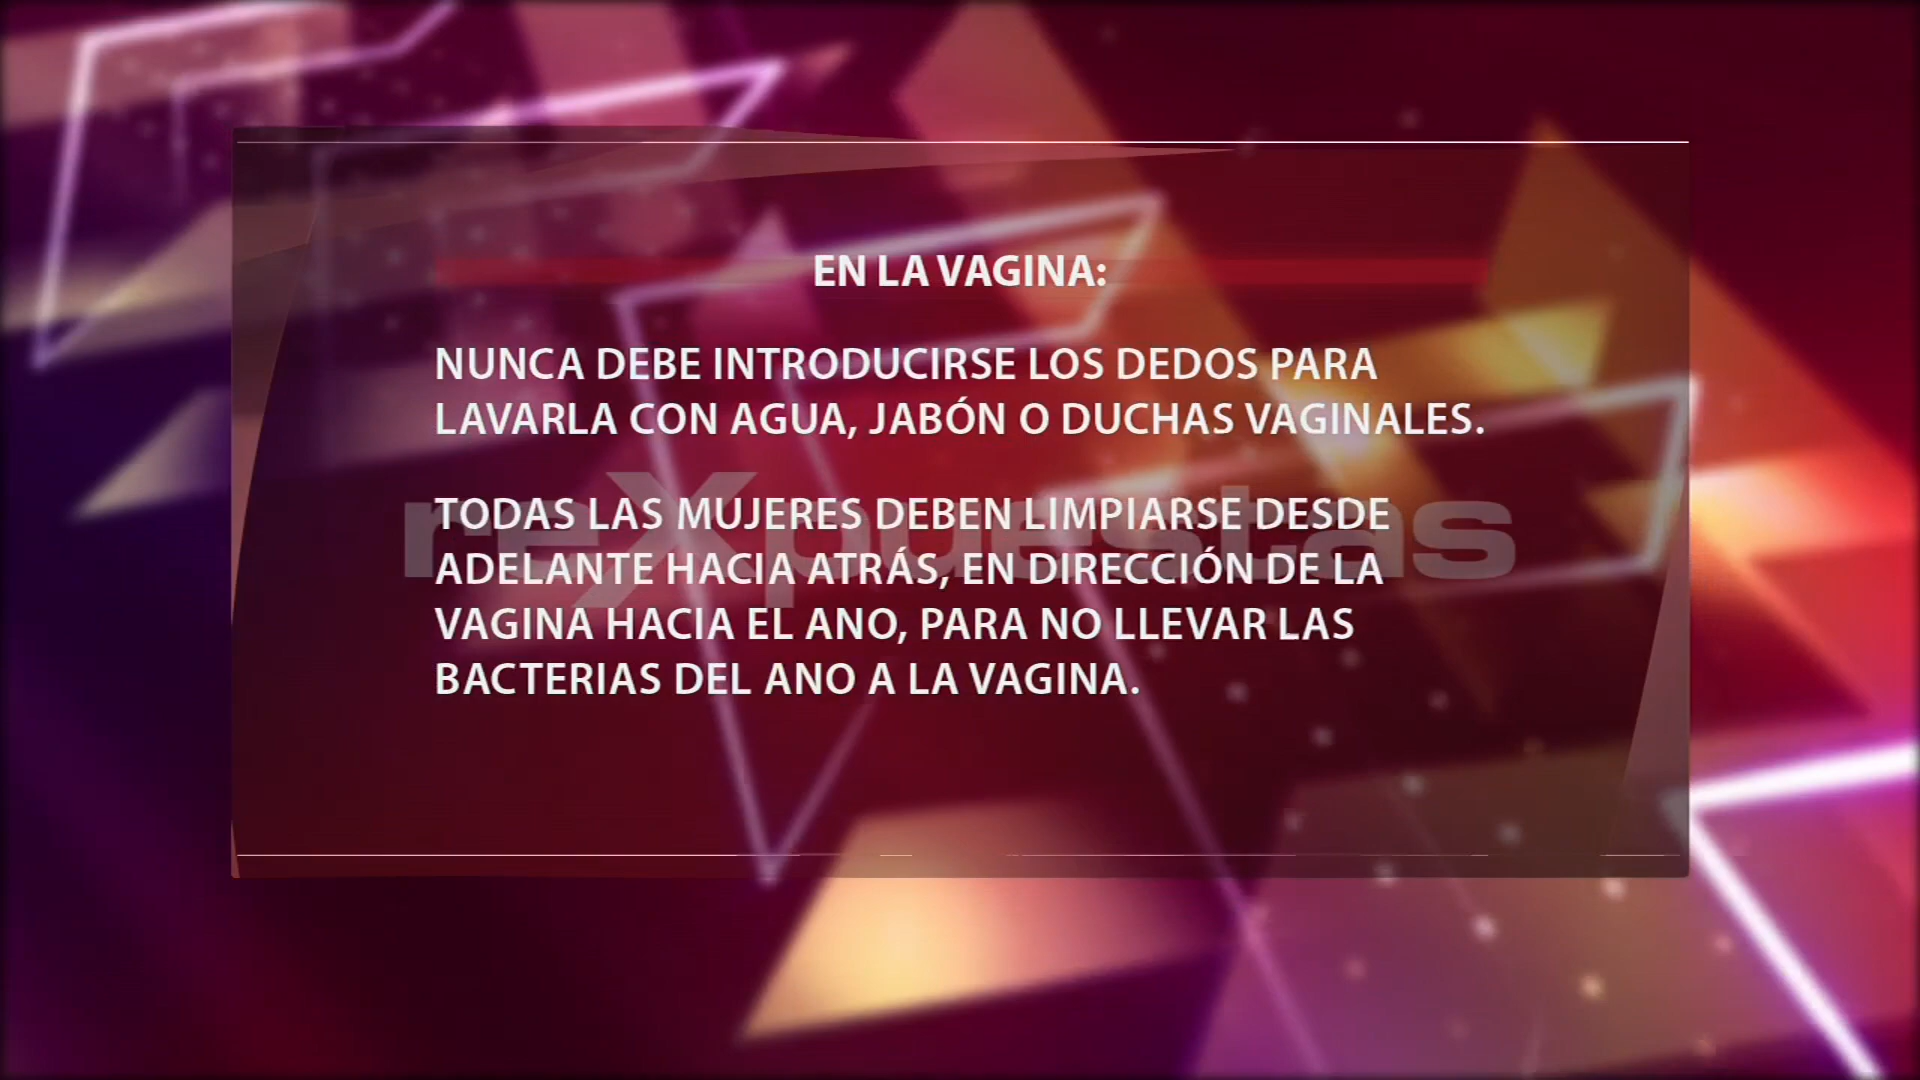 EN LA VAGINA:
NUNCA DEBE INTRODUCIRSE LOS DEDOS PARA
LAVARLA CON AGUA, JABÓN O DUCHAS VAGINALES.
reXpuestas
TODAS LAS MUJERES DEBEN LIMPIARSE DESDE
ADELANTE HACIA ATRÁS, EN DIRECCIÓN DE LA
VAGINA HACIA EL ANO, PARA NO LLEVAR LAS
BACTERIAS DEL ANO A LA VAGINA.